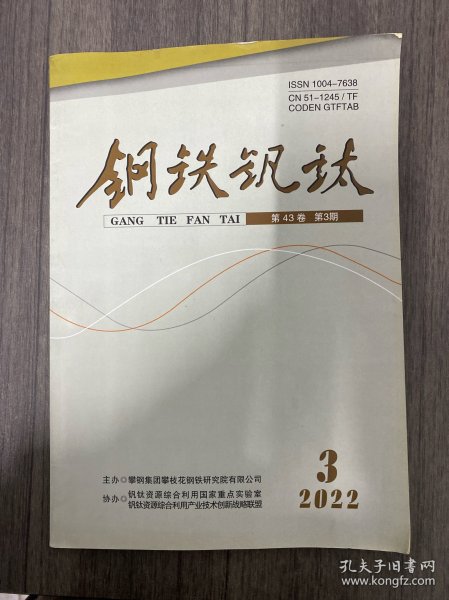 ISSN 1004-7638
CN 51-1245 / TF
CODEN GTFTAB
钢铁钒钛
GANG TIE FAN TAI
第 43 卷 第3期
主办 攀钢集团攀枝花钢铁研究院有限公司
协办 钒钛资源综合利用国家重点实验室
钒钛资源综合利用产业技术创新战略联盟
3
2022
孔夫子旧书网
www.kongfz.com